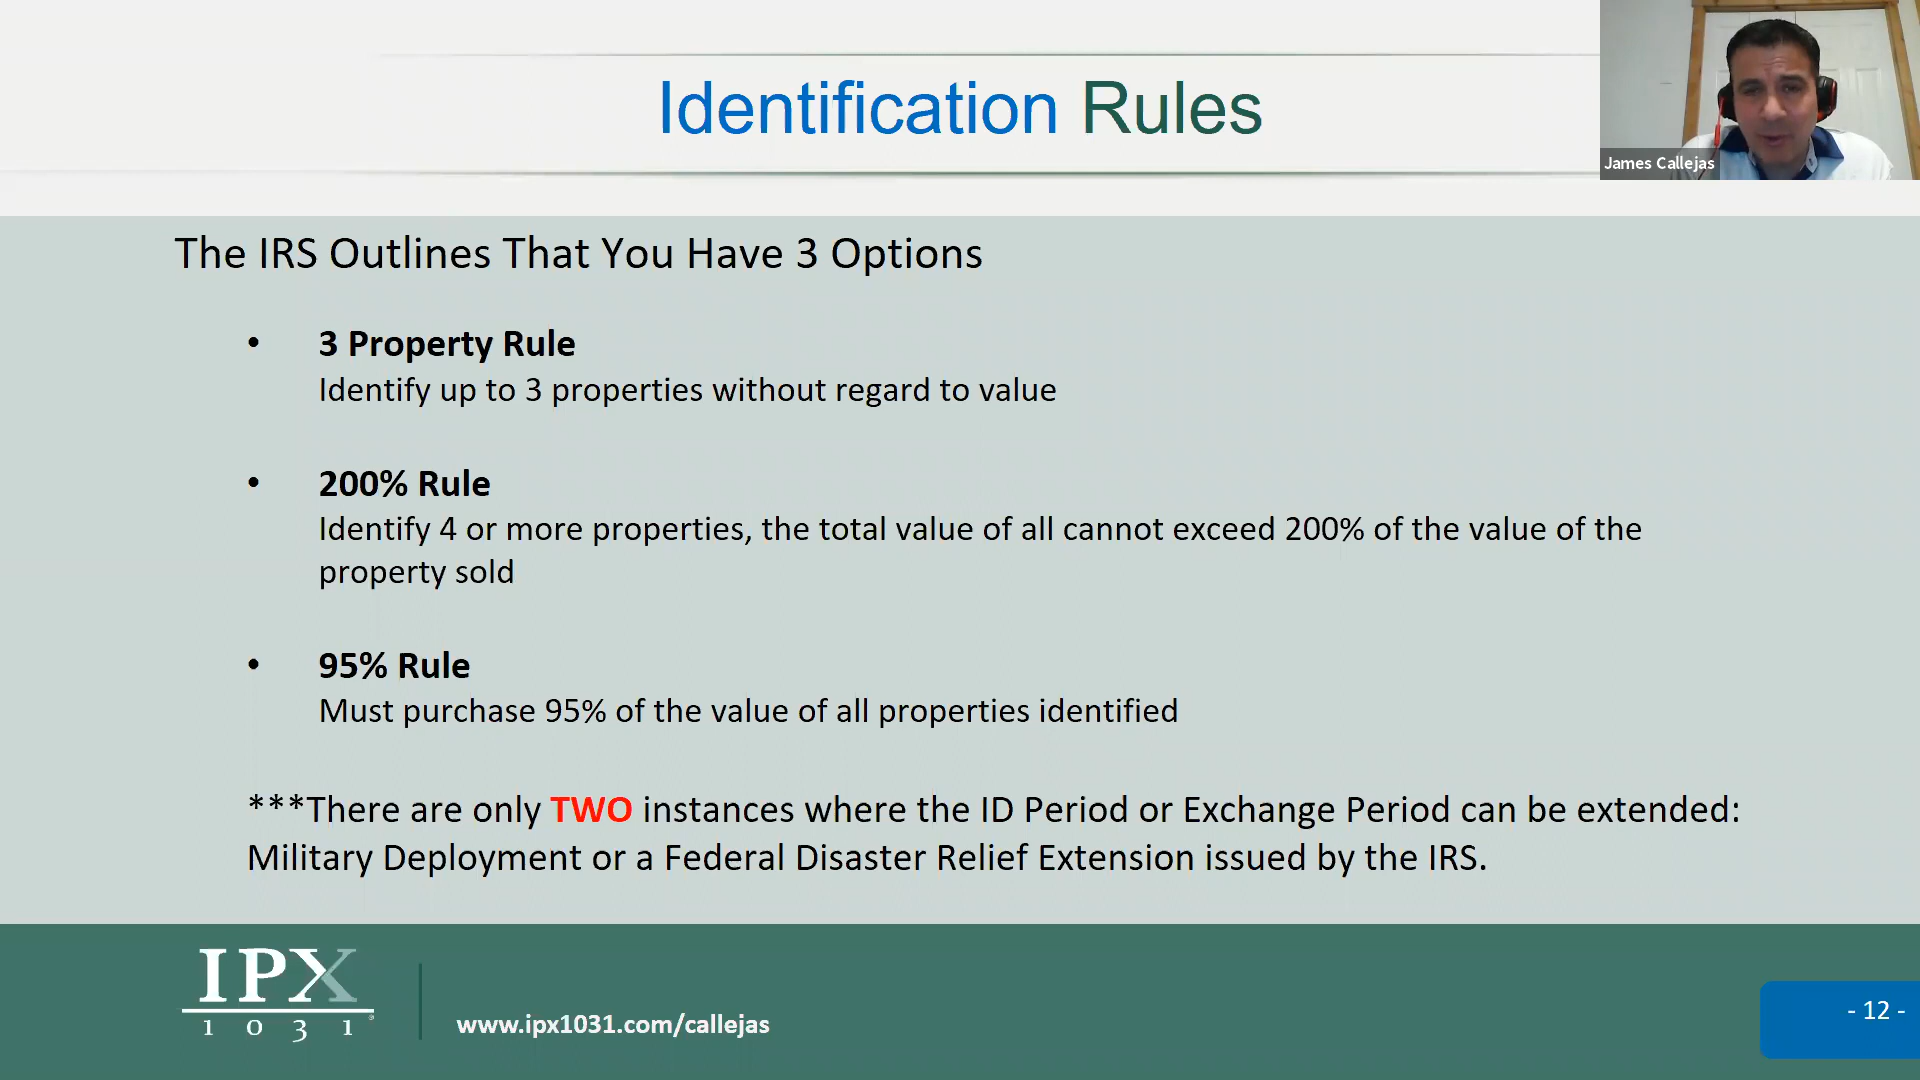 Identification Rules
James Callejas
The IRS Outlines That You Have 3 Options
• 3 Property Rule
Identify up to 3 properties without regard to value
• 200% Rule
Identify 4 or more properties, the total value of all cannot exceed 200% of the value of the
property sold
• 95% Rule
Must purchase 95% of the value of all properties identified
***There are only TWO instances where the ID Period or Exchange Period can be extended:
Military Deployment or a Federal Disaster Relief Extension issued by the IRS.
IPX
1031®
www.ipx1031.com/callejas
- 12 -